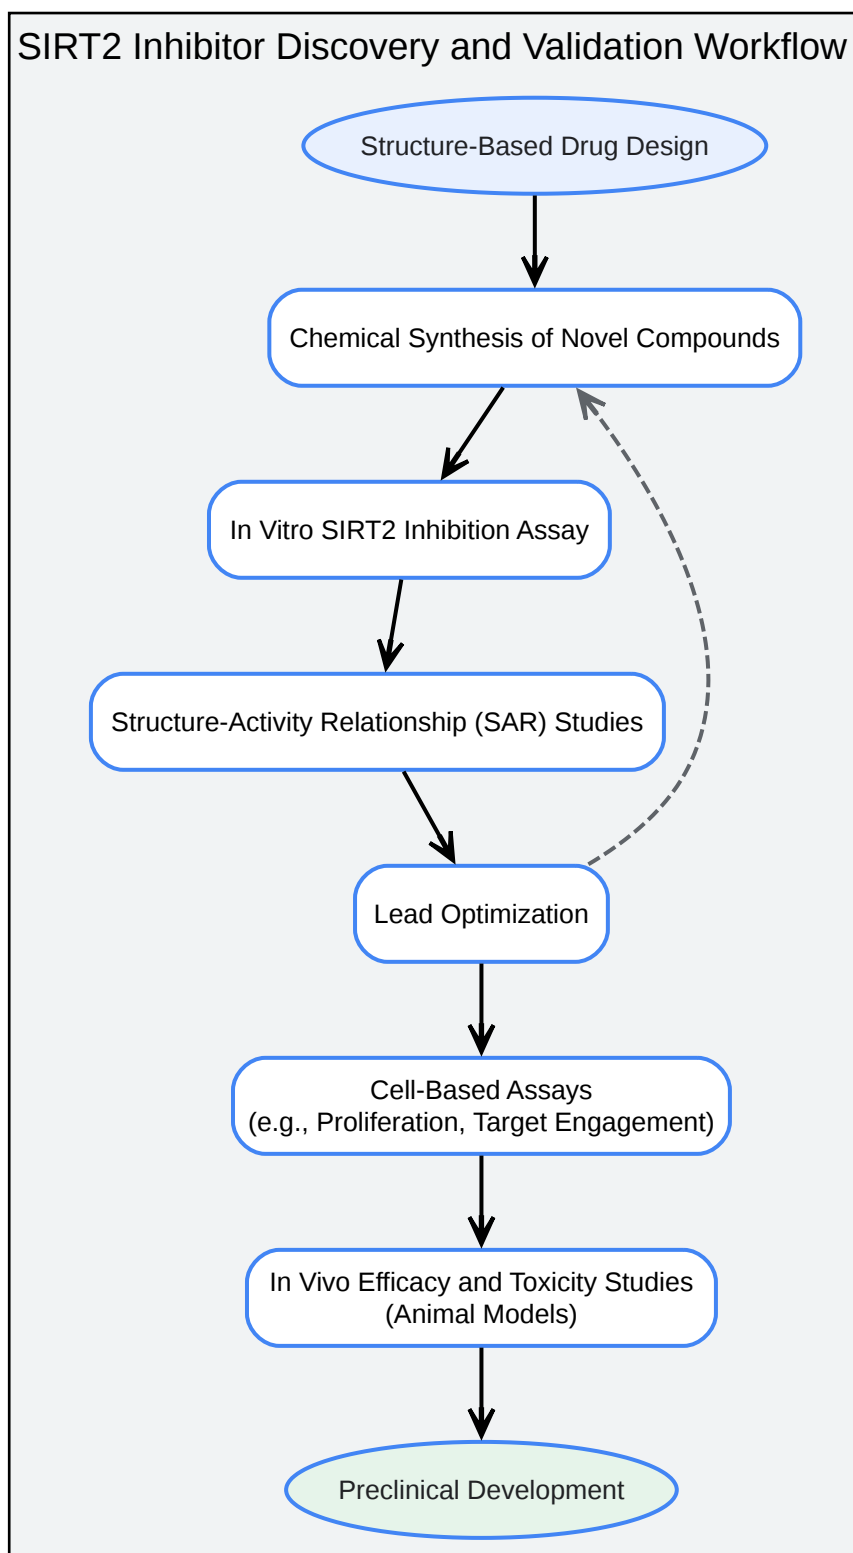 SIRT2 Inhibitor Discovery and Validation Workflow
Structure-Based Drug Design
Chemical Synthesis of Novel Compounds
In Vitro SIRT2 Inhibition Assay
Structure-Activity Relationship (SAR) Studies
Lead Optimization
Cell-Based Assays
(e.g., Proliferation, Target Engagement)
In Vivo Efficacy and Toxicity Studies
(Animal Models)
Preclinical Development